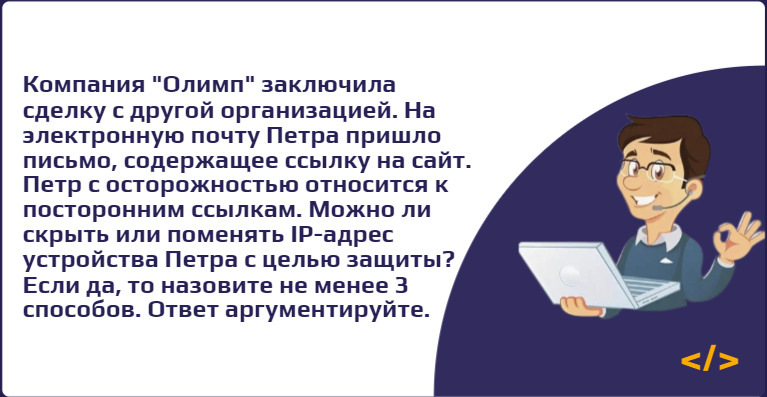 Компания "Олимп" заключила
сделку с другой организацией. На
электронную почту Петра пришло
письмо, содержащее ссылку на сайт.
Петр с осторожностью относится к
посторонним ссылкам. Можно ли
скрыть или поменять IP-адрес
устройства Петра с целью защиты?
Если да, то назовите не менее 3
способов. Ответ аргументируйте.
</>